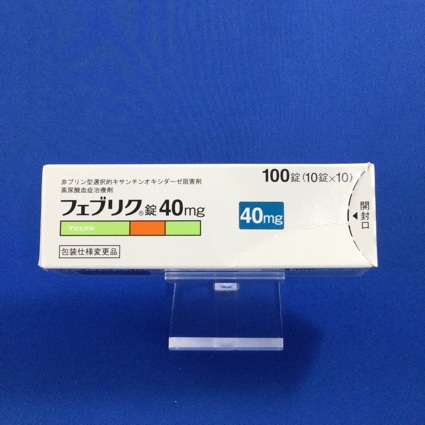 非プリン型選択的キサンチンオキシダーゼ阻害剤
高尿酸血症治療剤
フェブリク®錠40mg
TEIJIN
包装仕様変更品
100錠(10錠×10)
40mg
開封口